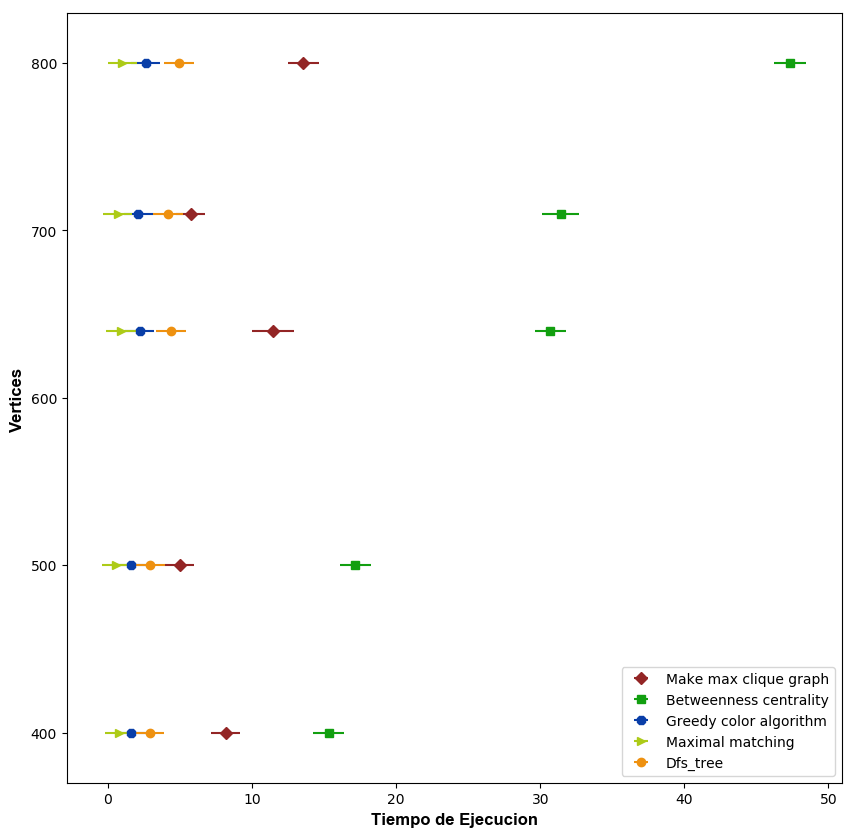 800
700
600
500
400
Vertices
0 10 20 30 40 50
Tiempo de Ejecucion
Make max clique graph
Betweenness centrality
Greedy color algorithm
Maximal matching
Dfs_tree